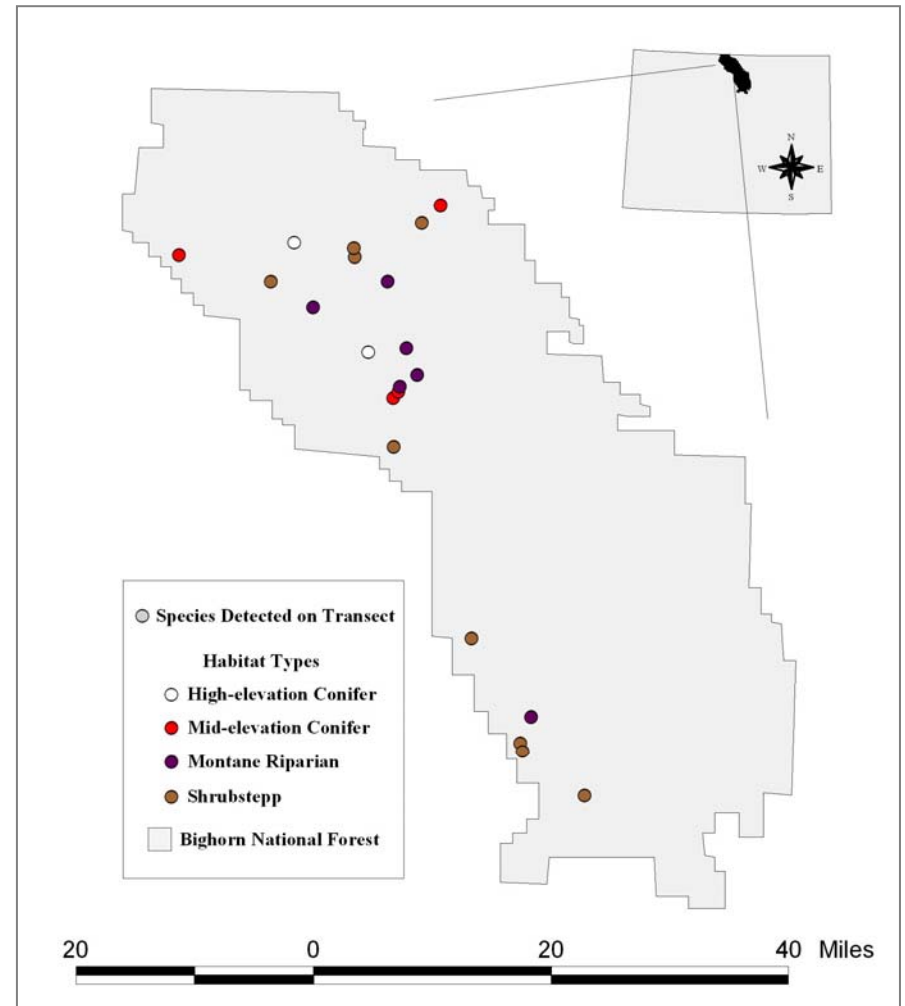 N
W E
S
Species Detected on Transect
Habitat Types
High-elevation Conifer
Mid-elevation Conifer
Montane Riparian
Shrubstepp
Bighorn National Forest
20 0 20 40 Miles